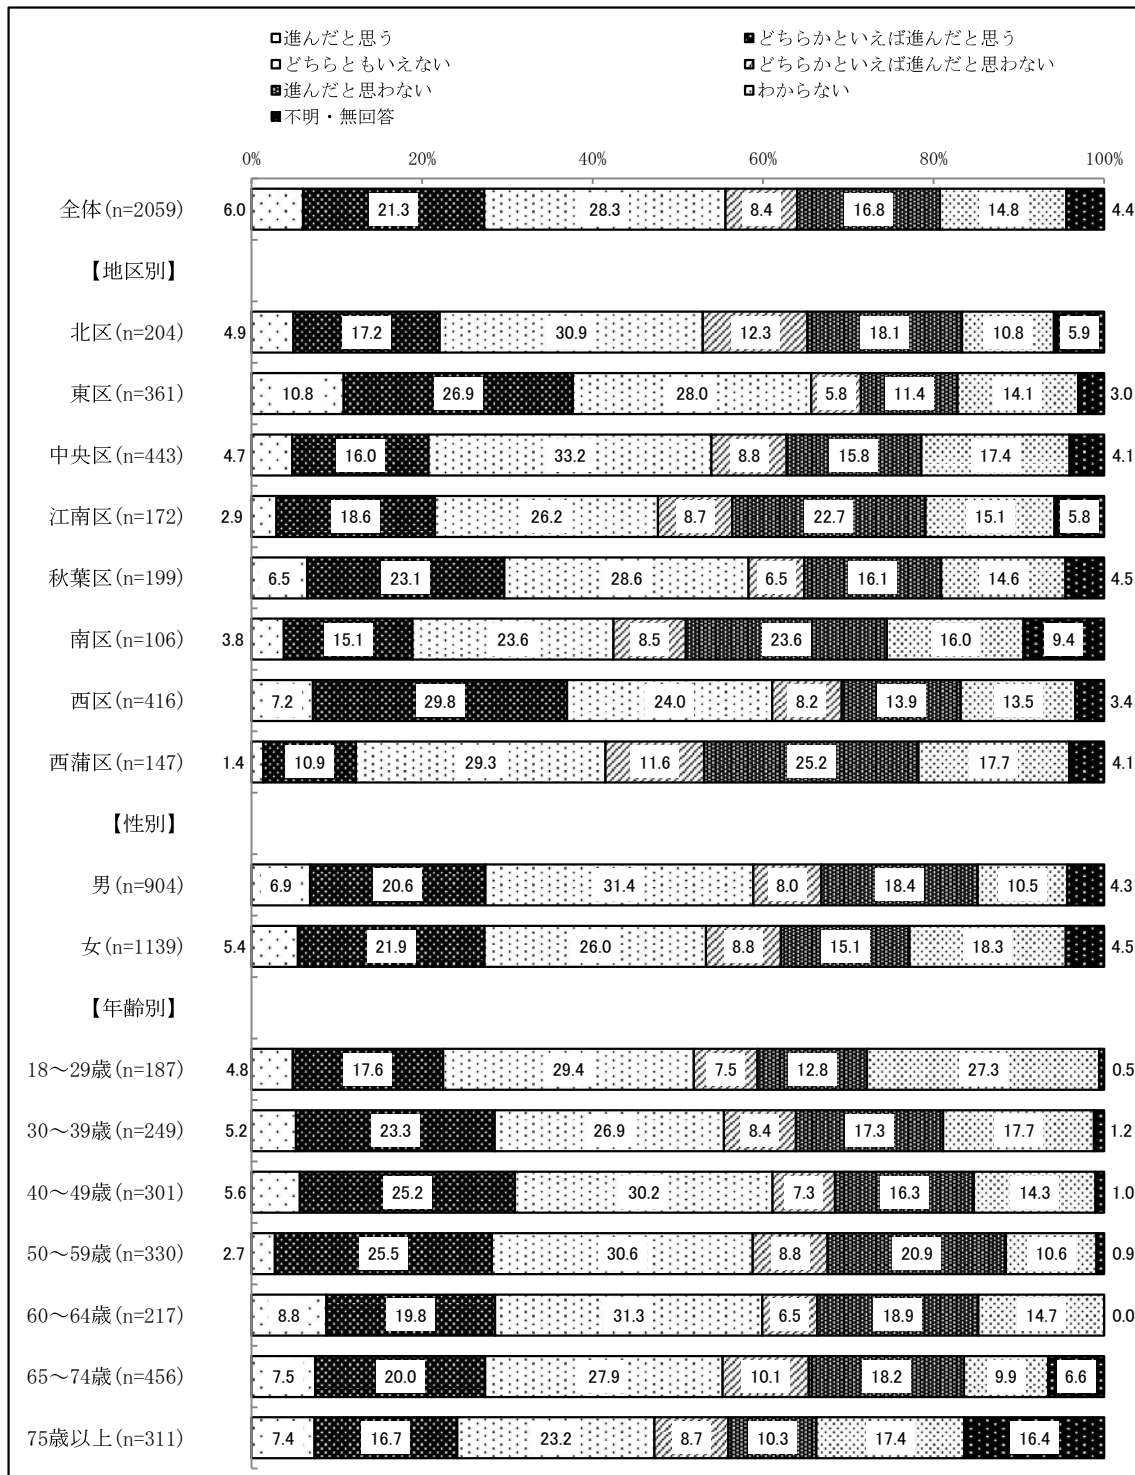 □進んだと思う ■どちらかといえば進んだと思う
□どちらともいえない どちらかといえば進んだと思わない
■進んだと思わない わからない
■不明・無回答
0% 20% 40% 60% 80% 100%
全体(n=2059) 6.0 21.3 28.3 8.4 16.8 14.8 4.4
【地区別】
北区(n=204) 4.9 17.2 30.9 12.3 18.1 10.8 5.9
東区(n=361) 10.8 26.9 28.0 5.8 11.4 14.1 3.0
中央区(n=443) 4.7 16.0 33.2 8.8 15.8 17.4 4.1
江南区(n=172) 2.9 18.6 26.2 8.7 22.7 15.1 5.8
秋葉区(n=199) 6.5 23.1 28.6 6.5 16.1 14.6 4.5
南区(n=106) 3.8 15.1 23.6 8.5 23.6 16.0 9.4
西区(n=416) 7.2 29.8 24.0 8.2 13.9 13.5 3.4
西蒲区(n=147) 1.4 10.9 29.3 11.6 25.2 17.7 4.1
【性別】
男(n=904) 6.9 20.6 31.4 8.0 18.4 10.5 4.3
女(n=1139) 5.4 21.9 26.0 8.8 15.1 18.3 4.5
【年齢別】
18～29歳(n=187) 4.8 17.6 29.4 7.5 12.8 27.3 0.5
30～39歳(n=249) 5.2 23.3 26.9 8.4 17.3 17.7 1.2
40～49歳(n=301) 5.6 25.2 30.2 7.3 16.3 14.3 1.0
50～59歳(n=330) 2.7 25.5 30.6 8.8 20.9 10.6 0.9
60～64歳(n=217) 8.8 19.8 31.3 6.5 18.9 14.7 0.0
65～74歳(n=456) 7.5 20.0 27.9 10.1 18.2 9.9 6.6
75歳以上(n=311) 7.4 16.7 23.2 8.7 10.3 17.4 16.4